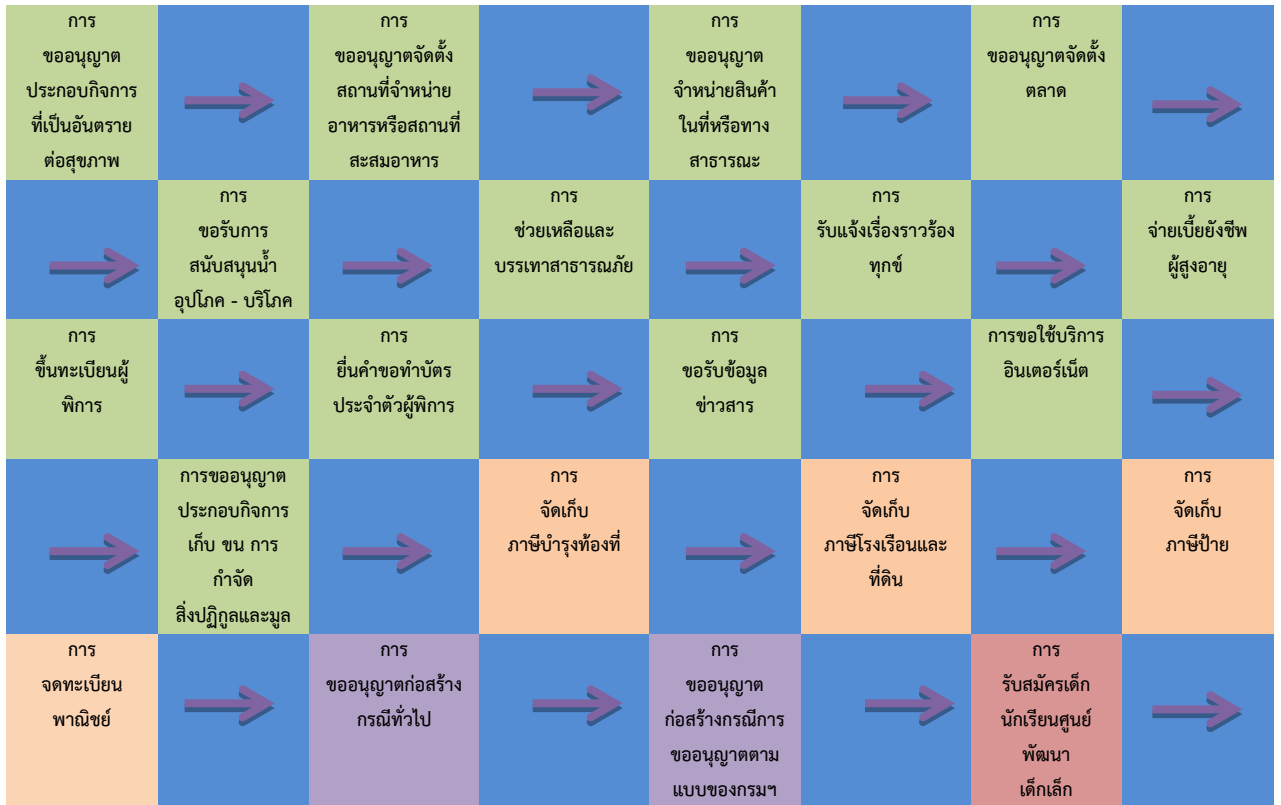 การ
ขออนุญาต
ประกอบกิจการ
ที่เป็นอันตราย
ต่อสุขภาพ
การ
ขออนุญาตจัดตั้ง
สถานที่จำหน่าย
อาหารหรือสถานที่
สะสมอาหาร
การ
ขออนุญาต
จำหน่ายสินค้า
ในที่หรือทาง
สาธารณะ
การ
ขออนุญาตจัดตั้ง
ตลาด
การ
ขอรับการ
สนับสนุนน้ำ
อุปโภค - บริโภค
การ
ช่วยเหลือและ
บรรเทาสาธารณภัย
การ
รับแจ้งเรื่องราวร้อง
ทุกข์
การ
จ่ายเบี้ยยังชีพ
ผู้สูงอายุ
การ
ขึ้นทะเบียนผู้
พิการ
การ
ยื่นคำขอทำบัตร
ประจำตัวผู้พิการ
การ
ขอรับข้อมูล
ข่าวสาร
การขอใช้บริการ
อินเตอร์เน็ต
การขออนุญาต
ประกอบกิจการ
เก็บ ขน การ
กำจัด
สิ่งปฏิกูลและมูล
การ
จัดเก็บ
ภาษีบำรุงท้องที่
การ
จัดเก็บ
ภาษีโรงเรือนและ
ที่ดิน
การ
จัดเก็บ
ภาษีป้าย
การ
จดทะเบียน
พาณิชย์
การ
ขออนุญาตก่อสร้าง
กรณีทั่วไป
การ
ขออนุญาต
ก่อสร้างกรณีการ
ขออนุญาตตาม
แบบของกรมฯ
การ
รับสมัครเด็ก
นักเรียนศูนย์
พัฒนา
เด็กเล็ก